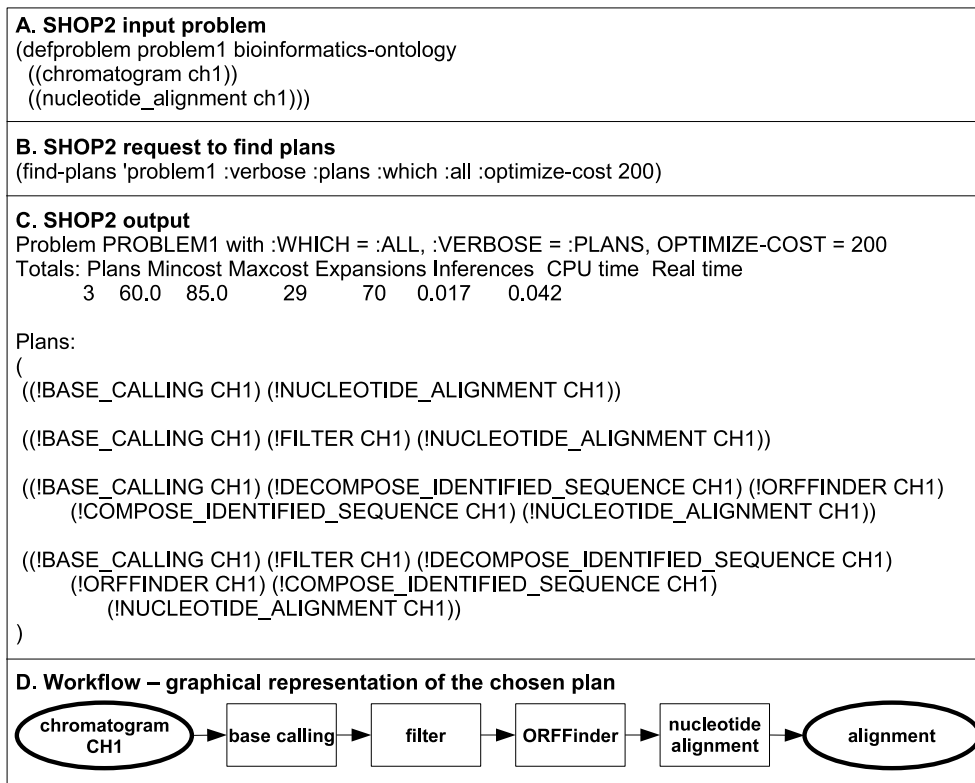 A. SHOP2 input problem
(defproblem problem1 bioinformatics-ontology
((chromatogram ch1))
((nucleotide_alignment ch1)))
B. SHOP2 request to find plans
(find-plans 'problem1 :verbose :plans :which :all :optimize-cost 200)
C. SHOP2 output
Problem PROBLEM1 with :WHICH = :ALL, :VERBOSE = :PLANS, OPTIMIZE-COST = 200
Totals: Plans Mincost Maxcost Expansions Inferences CPU time Real time
3 60.0 85.0 29 70 0.017 0.042
Plans:
(
((!BASE_CALLING CH1) (!NUCLEOTIDE_ALIGNMENT CH1))
((!BASE_CALLING CH1) (!FILTER CH1) (!NUCLEOTIDE_ALIGNMENT CH1))
((!BASE_CALLING CH1) (!DECOMPOSE_IDENTIFIED_SEQUENCE CH1) (!ORFFINDER CH1)
(!COMPOSE_IDENTIFIED_SEQUENCE CH1) (!NUCLEOTIDE_ALIGNMENT CH1))
((!BASE_CALLING CH1) (!FILTER CH1) (!DECOMPOSE_IDENTIFIED_SEQUENCE CH1)
(!ORFFINDER CH1) (!COMPOSE_IDENTIFIED_SEQUENCE CH1)
(!NUCLEOTIDE_ALIGNMENT CH1))
)
D. Workflow – graphical representation of the chosen plan
chromatogram
CH1
base calling
filter
ORFFinder
nucleotide
alignment
alignment